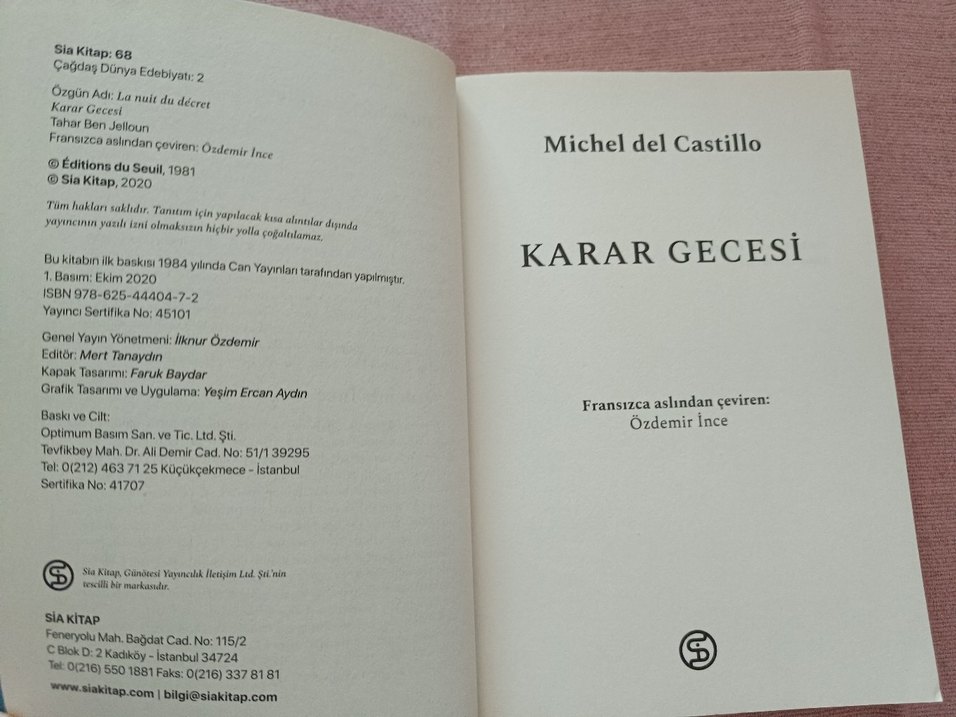 Sia Kitap: 68
Çağdaş Dünya Edebiyatı: 2
Özgün Adı: La nuit du décret
Karar Gecesi
Tahar Ben Jelloun
Fransızca aslından çeviren: Özdemir İnce
© Éditions du Seuil, 1981
© Sia Kitap, 2020
Tüm hakları saklıdır. Tanıtım için yapılacak kısa alıntılar dışında
yayıncının yazılı izni olmaksızın hiçbir yolla çoğaltılamaz.
Bu kitabın ilk baskısı 1984 yılında Can Yayınları tarafından yapılmıştır.
1. Basım: Ekim 2020
ISBN 978-625-44404-7-2
Yayıncı Sertifika No: 45101
Genel Yayın Yönetmeni: İlknur Özdemir
Editör: Mert Tanaydın
Kapak Tasarımı: Faruk Baydar
Grafik Tasarımı ve Uygulama: Yeşim Ercan Aydın
Baskı ve Cilt:
Optimum Basım San. ve Tic. Ltd. Şti.
Tevfikbey Mah. Dr. Ali Demir Cad. No: 51/1 39295
Tel: 0(212) 463 71 25 Küçükçekmece - İstanbul
Sertifika No: 41707
Sia Kitap, Günötesi Yayıncılık İletişim Ltd. Şti.'nin
tescilli bir markasıdır.
SİA KİTAP
Feneryolu Mah. Bağdat Cad. No: 115/2
C Blok D: 2 Kadıköy - İstanbul 34724
Tel: 0(216) 550 1881 Faks: 0(216) 337 81 81
www.siakitap.com | bilgi@siakitap.com
Michel del Castillo
KARAR GECESİ
Fransızca aslından çeviren:
Özdemir İnce